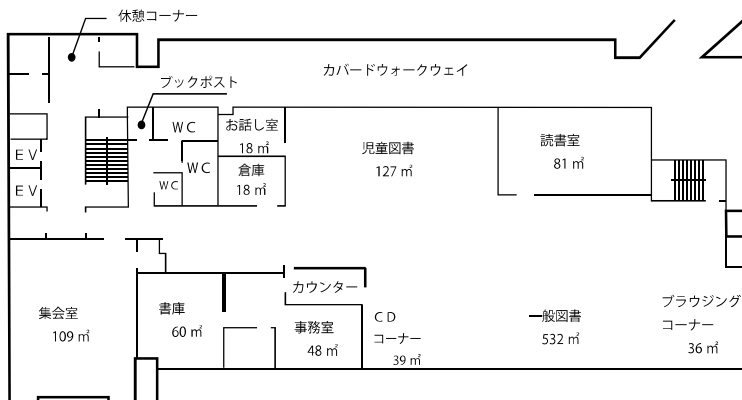 休憩コーナー
ブックポスト
カバードウォークウェイ
WC
お話し室
18 ㎡
児童図書
127 ㎡
読書室
81 ㎡
EV
WC
倉庫
18 ㎡
EV
WC
集会室
109 ㎡
書庫
60 ㎡
カウンター
事務室
48 ㎡
CD
コーナー
39 ㎡
一般図書
532 ㎡
ブラウジング
コーナー
36 ㎡